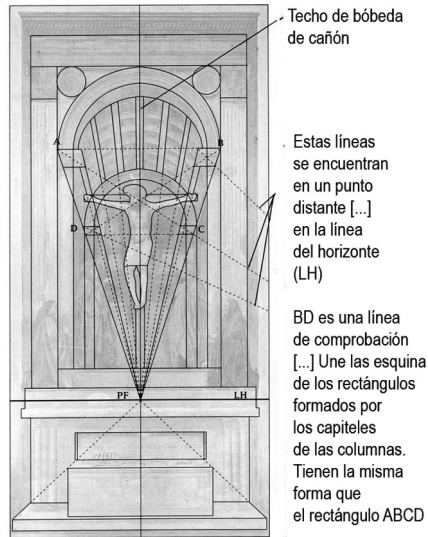 Techo de bóbeda
de cañón
A
B
Estas líneas
se encuentran
en un punto
distante [...]
en la línea
del horizonte
(LH)
D
C
BD es una línea
de comprobación
[...] Une las esquina
de los rectángulos
formados por
los capiteles
de las columnas.
Tienen la misma
forma que
el rectángulo ABCD
PF
LH